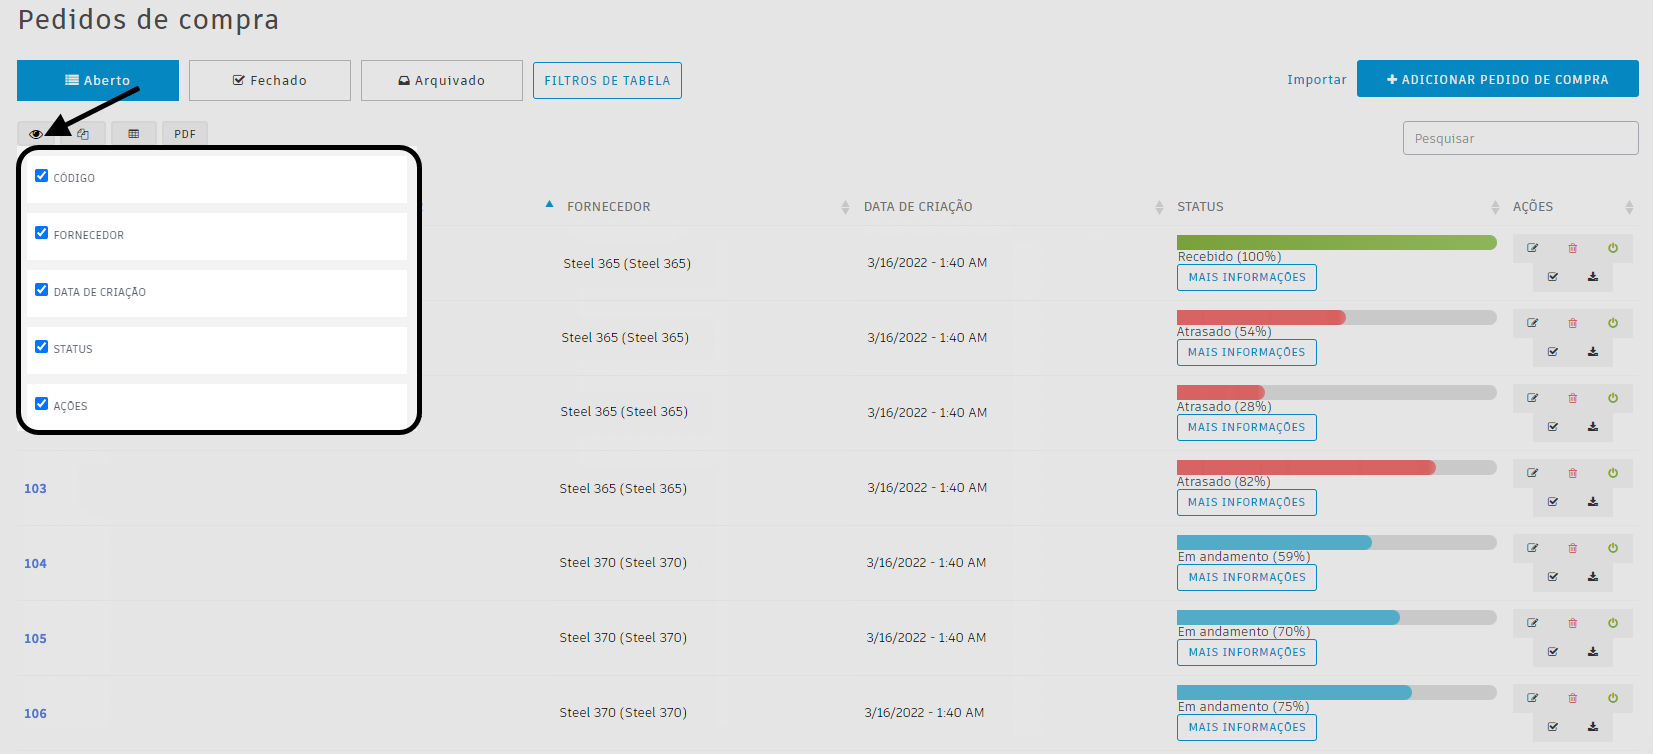 Pedidos de compra
Aberto
Fechado
Arquivado
FILTROS DE TABELA
Importar
ADICIONAR PEDIDO DE COMPRA
PDF
Pesquisar
CÓDIGO
FORNECEDOR
DATA DE CRIAÇÃO
STATUS
AÇÕES
FORNECEDOR
DATA DE CRIAÇÃO
STATUS
AÇÕES
Steel 365 (Steel 365)
3/16/2022 - 1:40 AM
Recebido (100%)
MAIS INFORMAÇÕES
Steel 365 (Steel 365)
3/16/2022 - 1:40 AM
Atrasado (54%)
MAIS INFORMAÇÕES
Steel 365 (Steel 365)
3/16/2022 - 1:40 AM
Atrasado (28%)
MAIS INFORMAÇÕES
103
Steel 365 (Steel 365)
3/16/2022 - 1:40 AM
Atrasado (82%)
MAIS INFORMAÇÕES
104
Steel 370 (Steel 370)
3/16/2022 - 1:40 AM
Em andamento (59%)
MAIS INFORMAÇÕES
105
Steel 370 (Steel 370)
3/16/2022 - 1:40 AM
Em andamento (70%)
MAIS INFORMAÇÕES
106
Steel 370 (Steel 370)
3/16/2022 - 1:40 AM
Em andamento (75%)
MAIS INFORMAÇÕES